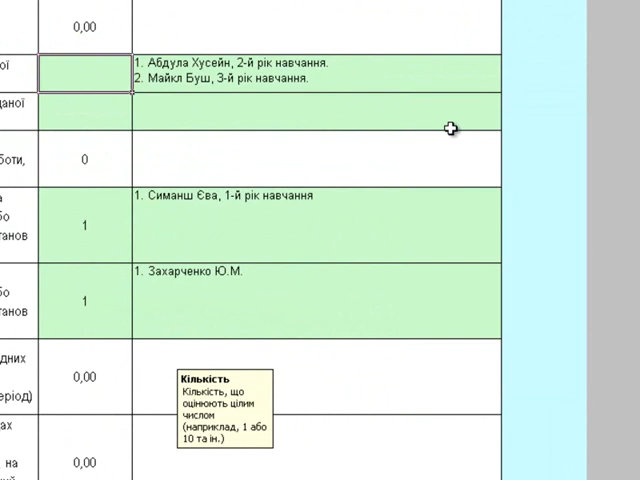 0,00
ої
1. Абдула Хусейн, 2-й рік навчання.
2. Майкл Буш, 3-й рік навчання.
даної
боти,
0
а
бо
танов
1
1. Симанш Єва, 1-й рік навчання
бо
танов
1
1. Захарченко Ю.М.
дних
еріод)
0,00
Кількість
Кількість, що
оцінюють цілим
числом
(наприклад, 1 або
10 та ін.)
ах
на
0,00